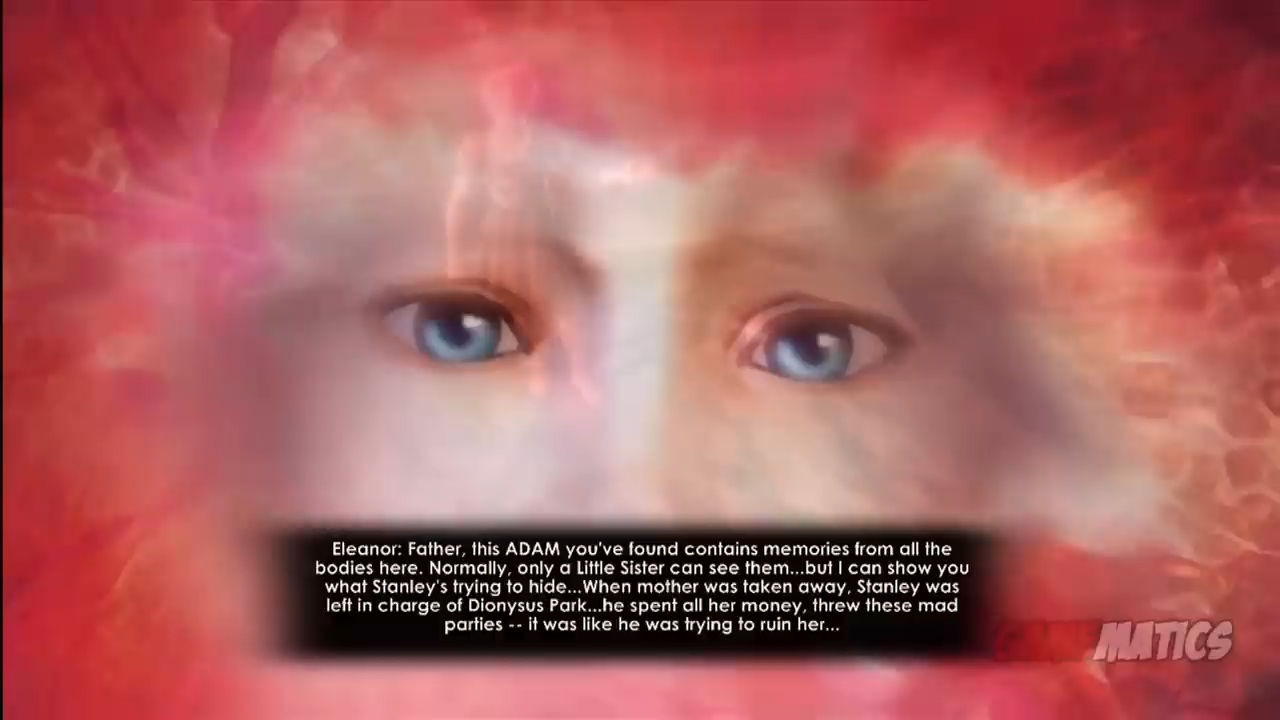 Eleanor: Father, this ADAM you've found contains memories from all the
bodies here. Normally, only a Little Sister can see them...but I can show you
what Stanley's trying to hide...When mother was taken away, Stanley was
left in charge of Dionysus Park...he spent all her money, threw these mad
parties -- it was like he was trying to ruin her...
GAMEMATICS